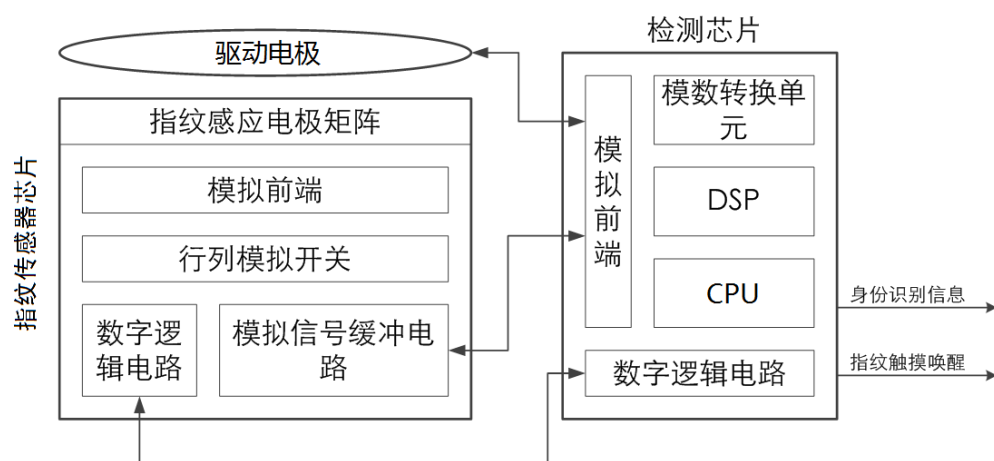 检测芯片
驱动电极
指纹传感器芯片
指纹感应电极矩阵
模拟前端
行列模拟开关
数字逻
辑电路
模拟信号缓冲电
路
模拟前端
模数转换单
元
DSP
CPU
数字逻辑电路
身份识别信息
指纹触摸唤醒